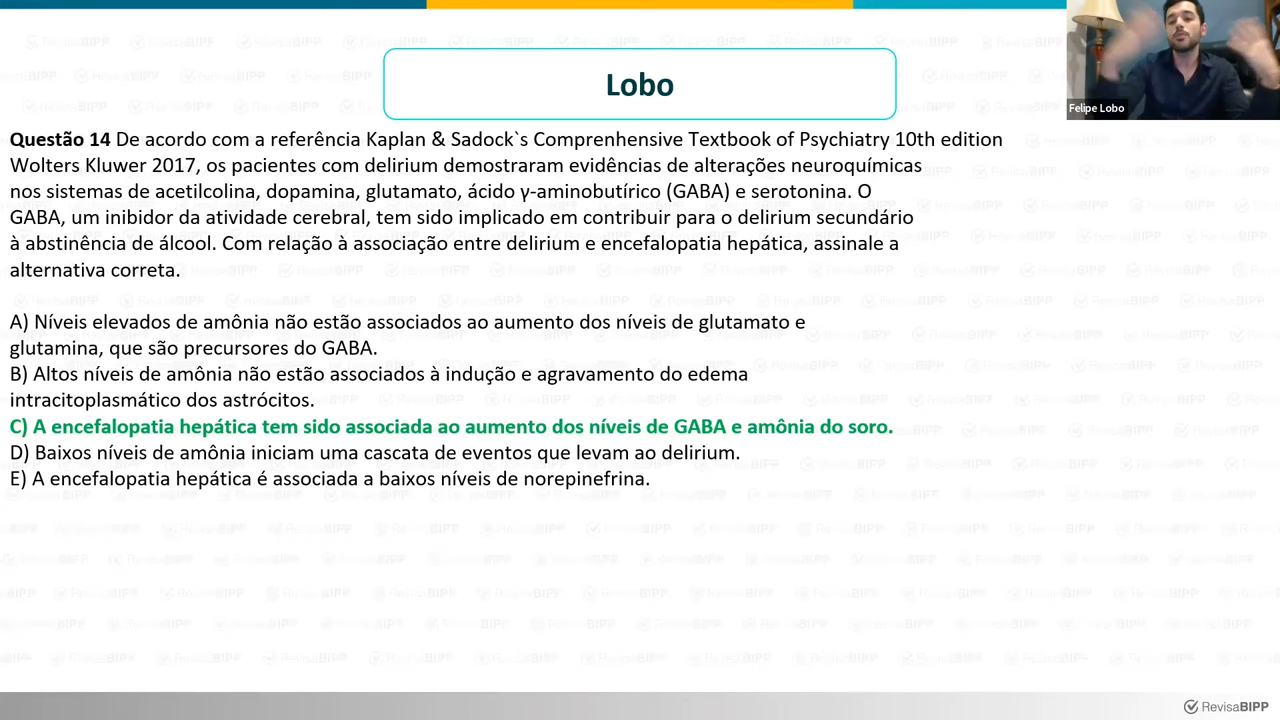 Lobo
Felipe Lobo
Questão 14 De acordo com a referência Kaplan & Sadock`s Comprenhensive Textbook of Psychiatry 10th edition
Wolters Kluwer 2017, os pacientes com delirium demostraram evidências de alterações neuroquímicas
nos sistemas de acetilcolina, dopamina, glutamato, ácido γ-aminobutírico (GABA) e serotonina. O
GABA, um inibidor da atividade cerebral, tem sido implicado em contribuir para o delirium secundário
à abstinência de álcool. Com relação à associação entre delirium e encefalopatia hepática, assinale a
alternativa correta.
A) Níveis elevados de amônia não estão associados ao aumento dos níveis de glutamato e
glutamina, que são precursores do GABA.
B) Altos níveis de amônia não estão associados à indução e agravamento do edema
intracitoplasmático dos astrócitos.
C) A encefalopatia hepática tem sido associada ao aumento dos níveis de GABA e amônia do soro.
D) Baixos níveis de amônia iniciam uma cascata de eventos que levam ao delirium.
E) A encefalopatia hepática é associada a baixos níveis de norepinefrina.
RevisaBIPP